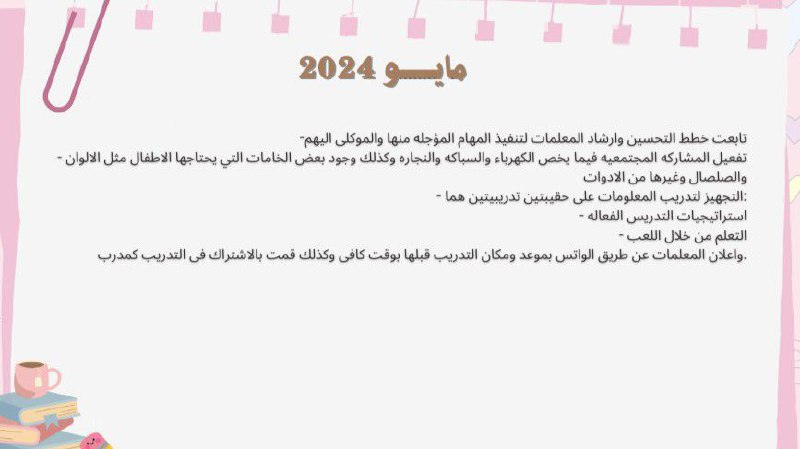 مايـــو 2024
تابعت خطط التحسين وارشاد المعلمات لتنفيذ المهام المؤجله منها والموكلى اليهم-
تفعيل المشاركه المجتمعيه فيما يخص الكهرباء والسباكه والنجاره وكذلك وجود بعض الخامات التي يحتاجها الاطفال مثل الالوان -
والصلصال وغيرها من الادوات
:التجهيز لتدريب المعلومات على حقيبتين تدريبيتين هما -
استراتيجيات التدريس الفعاله -
التعلم من خلال اللعب -
.واعلان المعلمات عن طريق الواتس بموعد ومكان التدريب قبلها بوقت كافى وكذلك قمت بالاشتراك فى التدريب كمدرب